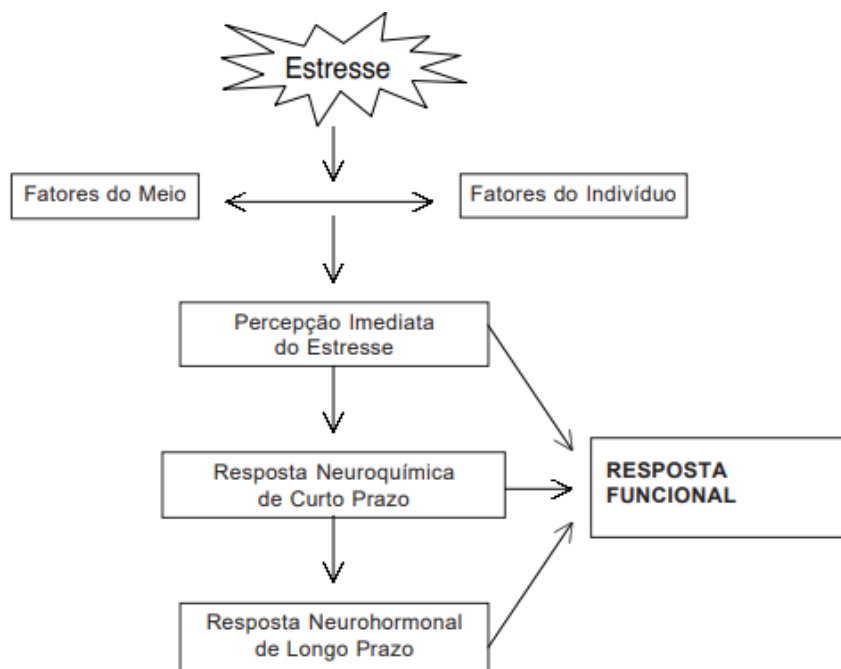 Estresse
Fatores do Meio
Fatores do Indivíduo
Percepção Imediata
do Estresse
Resposta Neuroquímica
de Curto Prazo
RESPOSTA
FUNCIONAL
Resposta Neurohormonal
de Longo Prazo